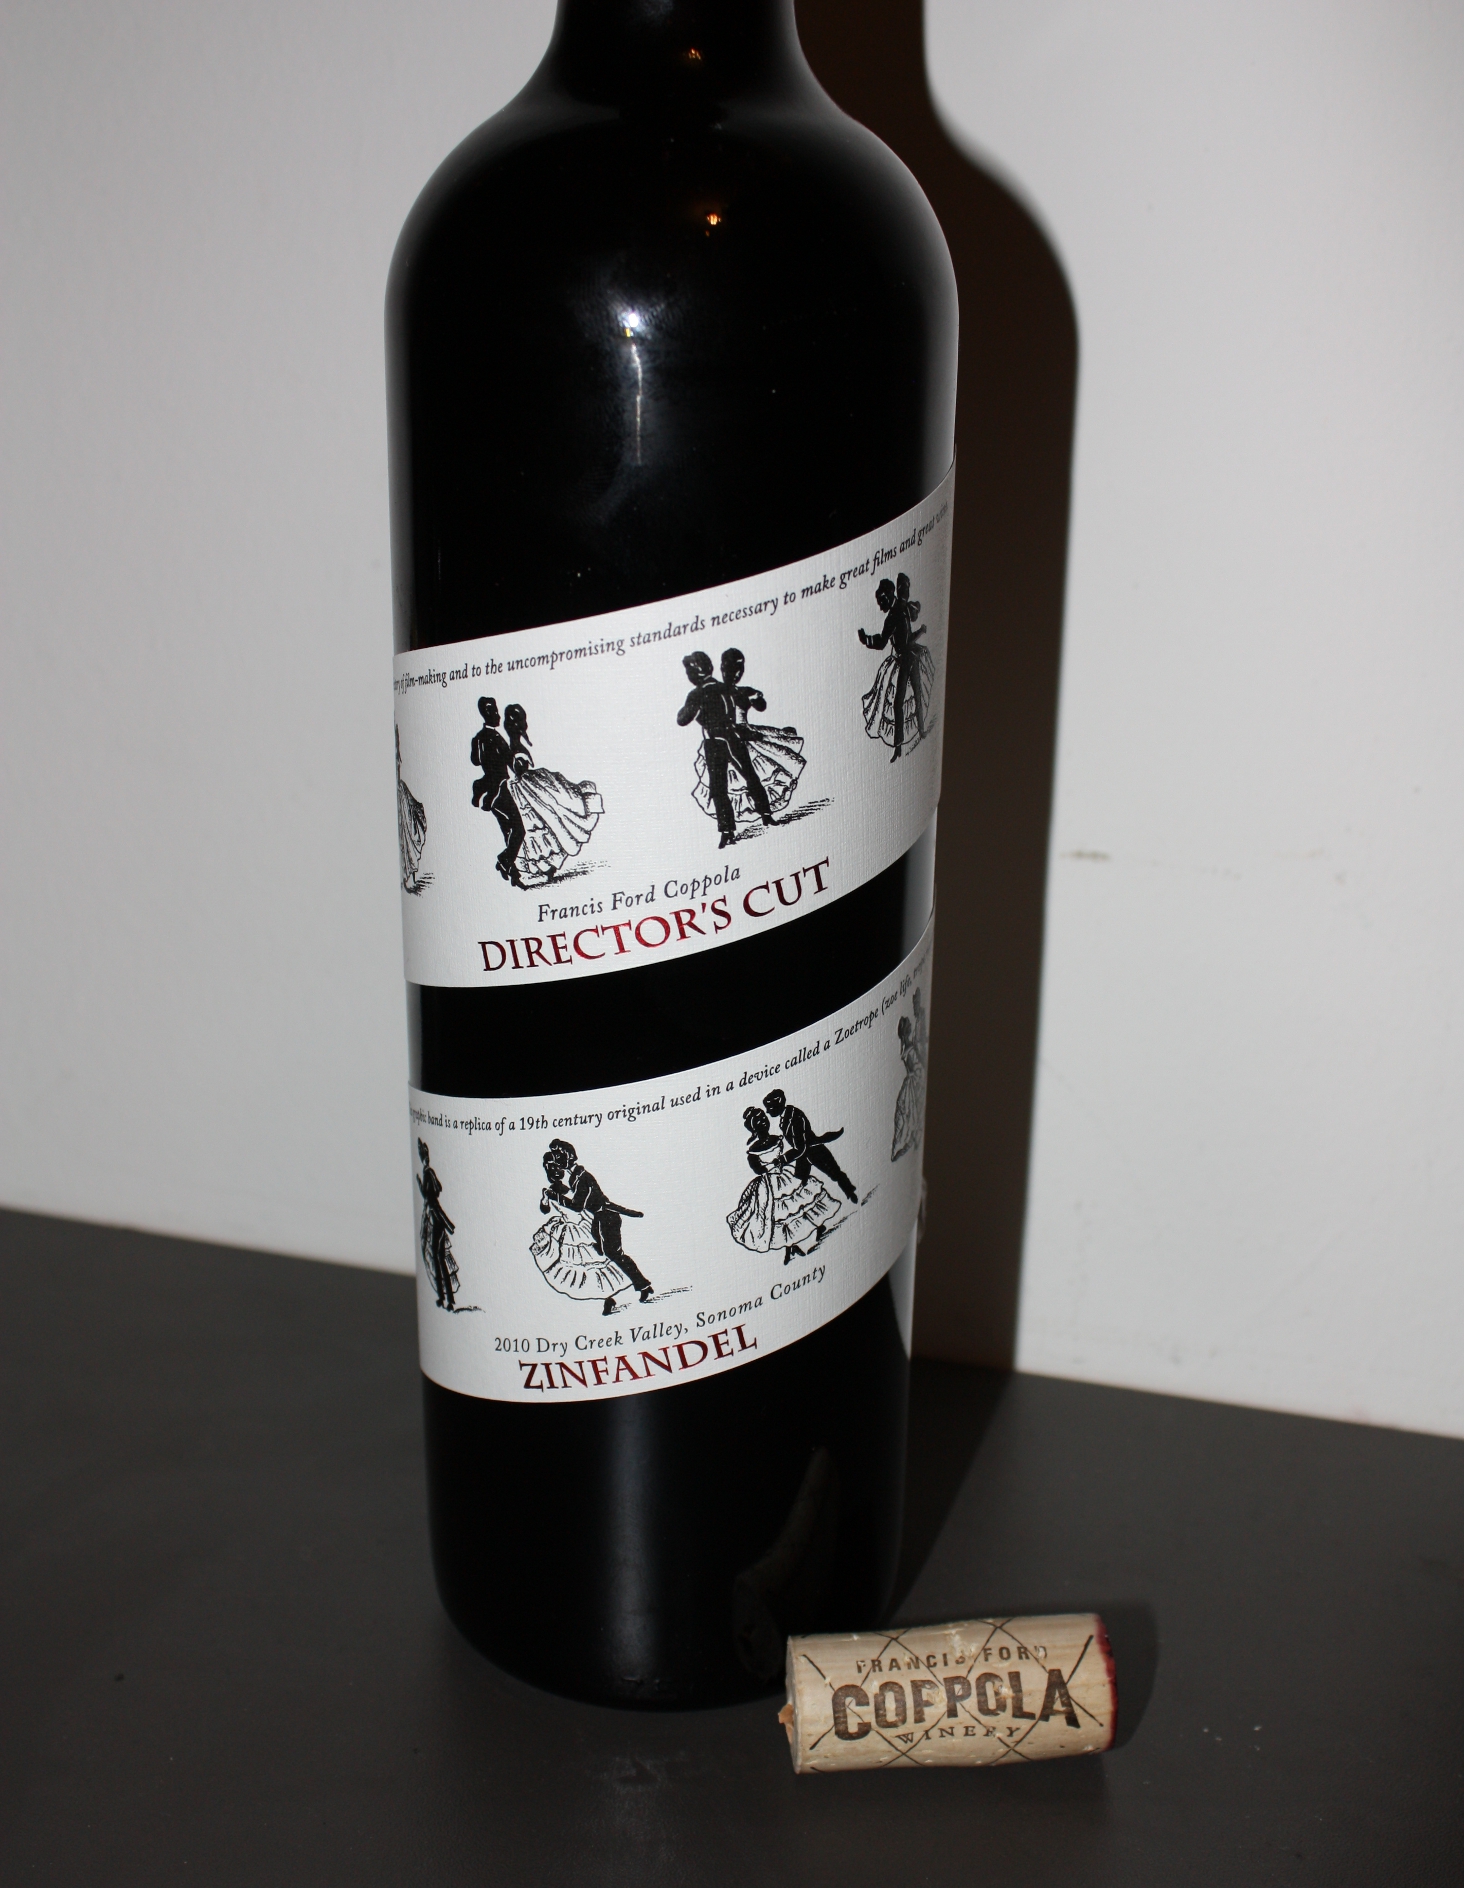 film-making and to the uncompromising standards necessary to make great films and great
Francis Ford Coppola
DIRECTOR'S CUT
band is a replica of a 19th century original used in a device called a Zoetrope (zoe life,
2010 Dry Creek Valley, Sonoma County
ZINFANDEL
FRANCIS FORD
COPPOLA
WINERY